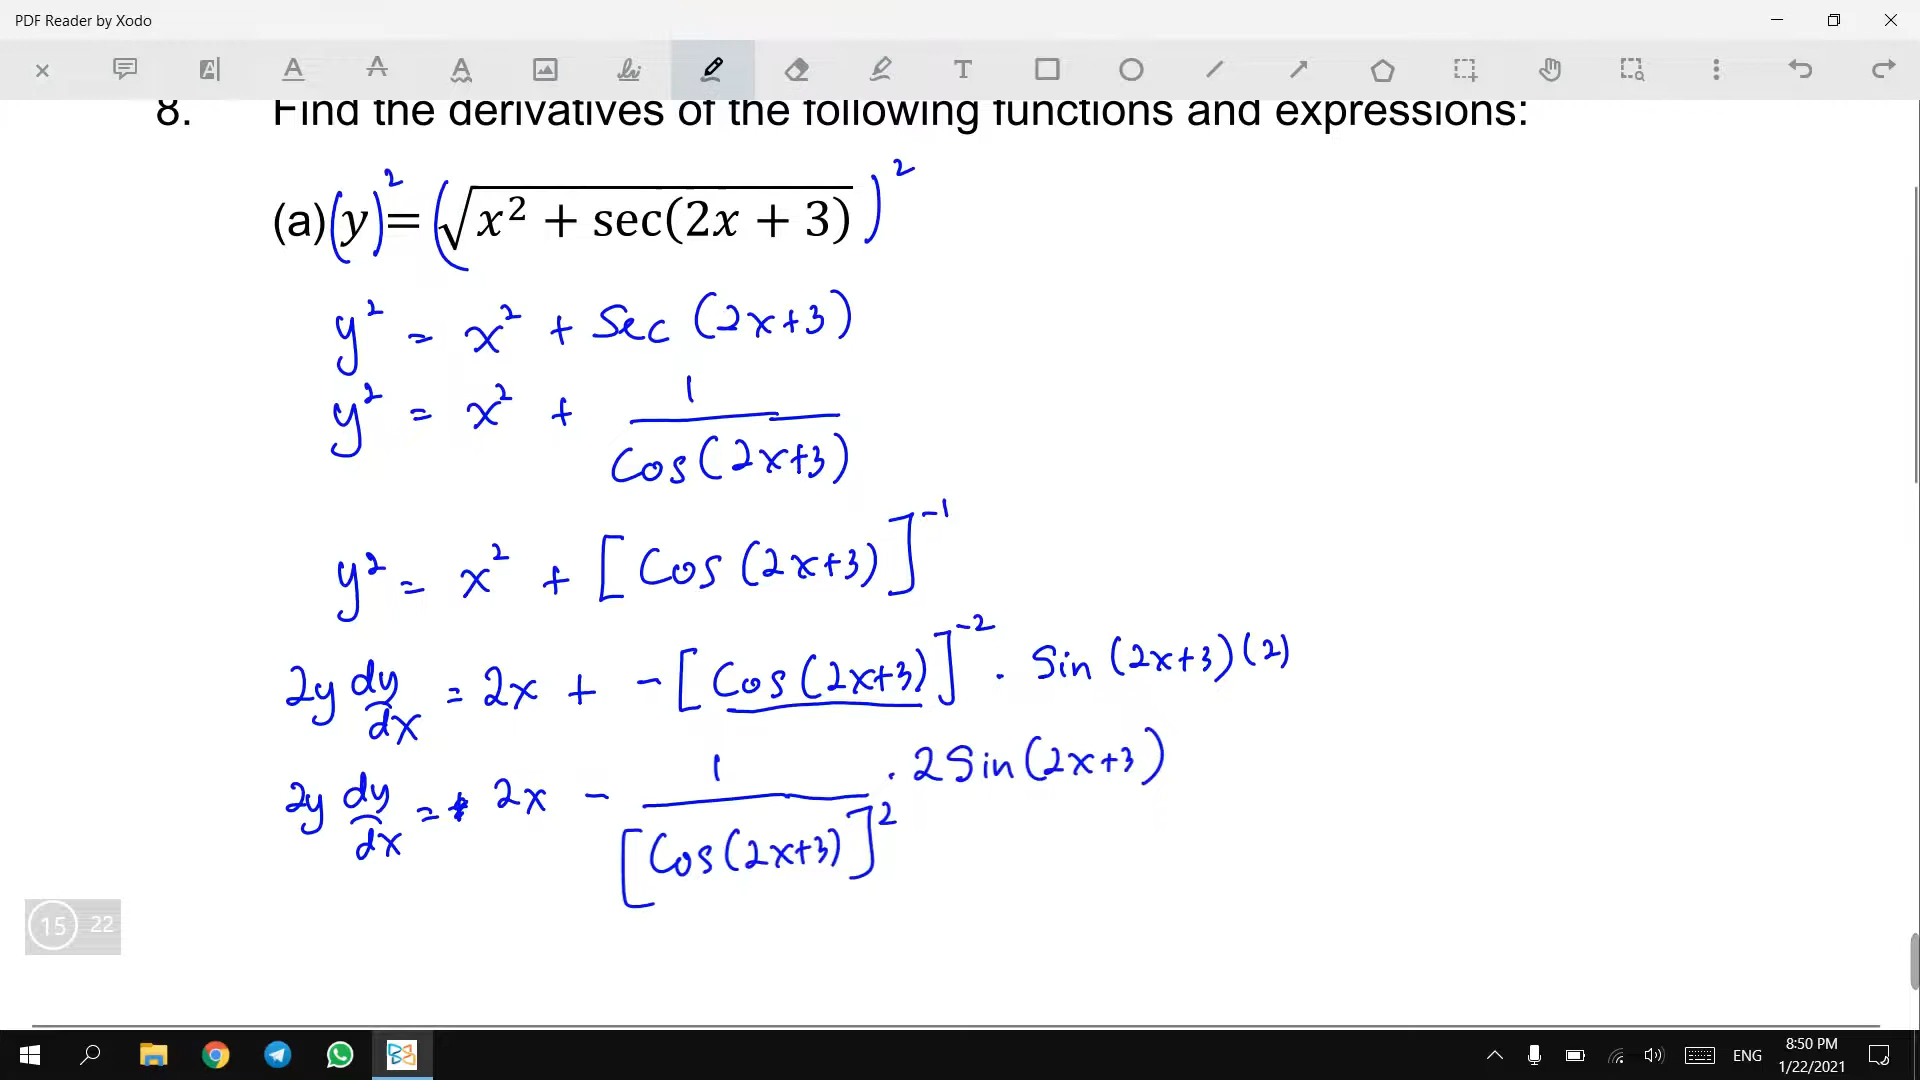 PDF Reader by Xodo
8. Find the derivatives of the following functions and expressions:
(a) (y)² = (√(x² + sec(2x + 3)))²
y² = x² + Sec (2x+3)
y² = x² + 1/Cos(2x+3)
y² = x² + [Cos (2x+3)]⁻¹
2y dy/dx = 2x + -[Cos (2x+3)]⁻² · Sin (2x+3)(2)
2y dy/dx = 2x - 1/[Cos(2x+3)]² · 2Sin(2x+3)
15 22
ENG
8:50 PM
1/22/2021